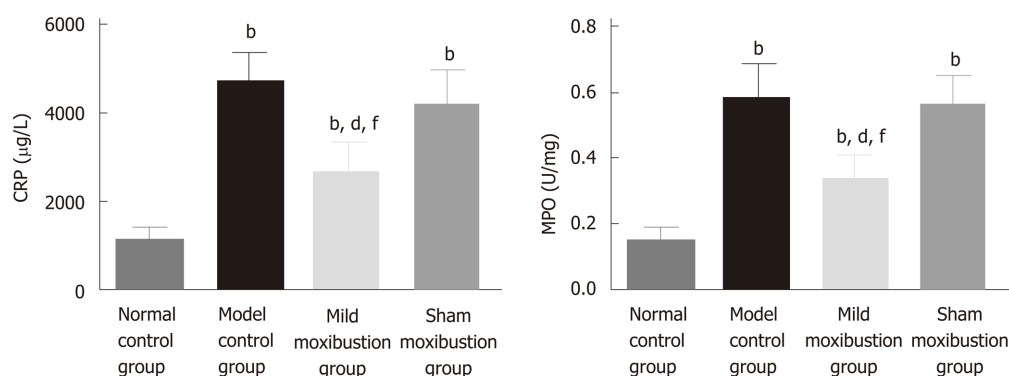 6000
4000
2000
0
CRP (μg/L)
b
b, d, f
b
Normal
control
group
Model
control
group
Mild
moxibustion
group
Sham
moxibustion
group
0.8
0.6
0.4
0.2
0.0
MPO (U/mg)
b
b, d, f
b
Normal
control
group
Model
control
group
Mild
moxibustion
group
Sham
moxibustion
group